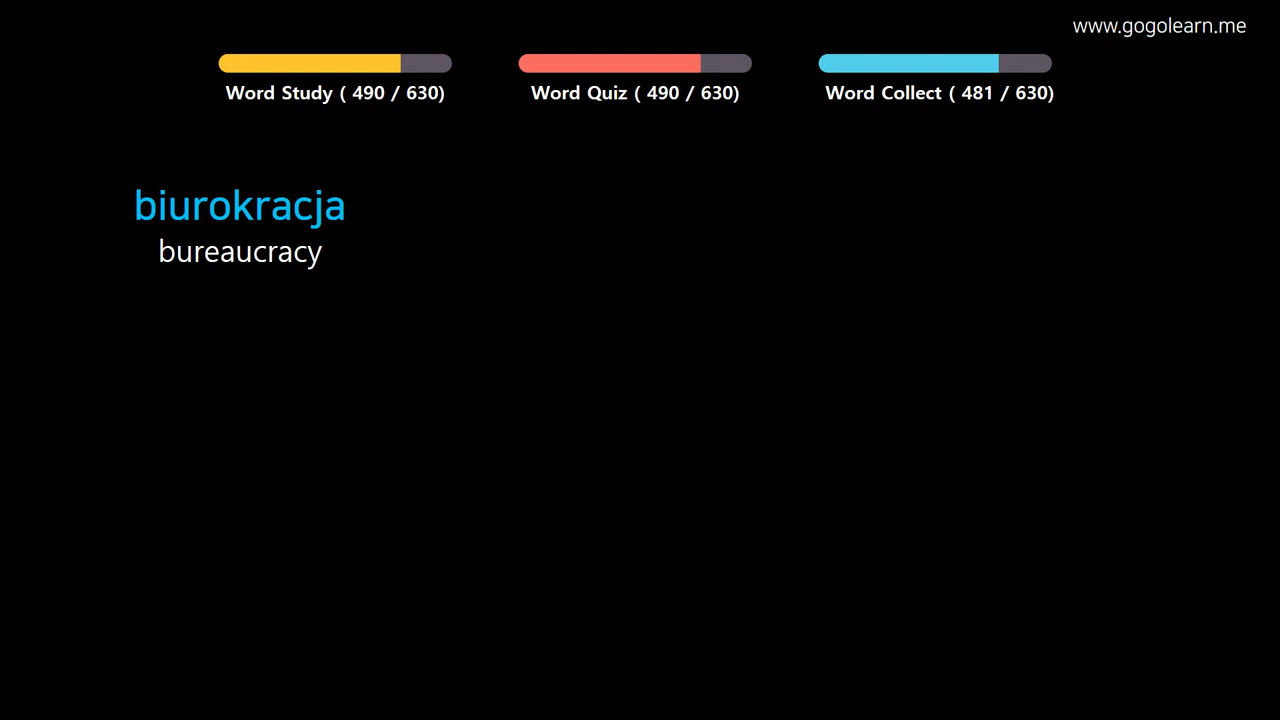 www.gogolearn.me
Word Study ( 490 / 630)
Word Quiz ( 490 / 630)
Word Collect ( 481 / 630)
biurokracja
bureaucracy